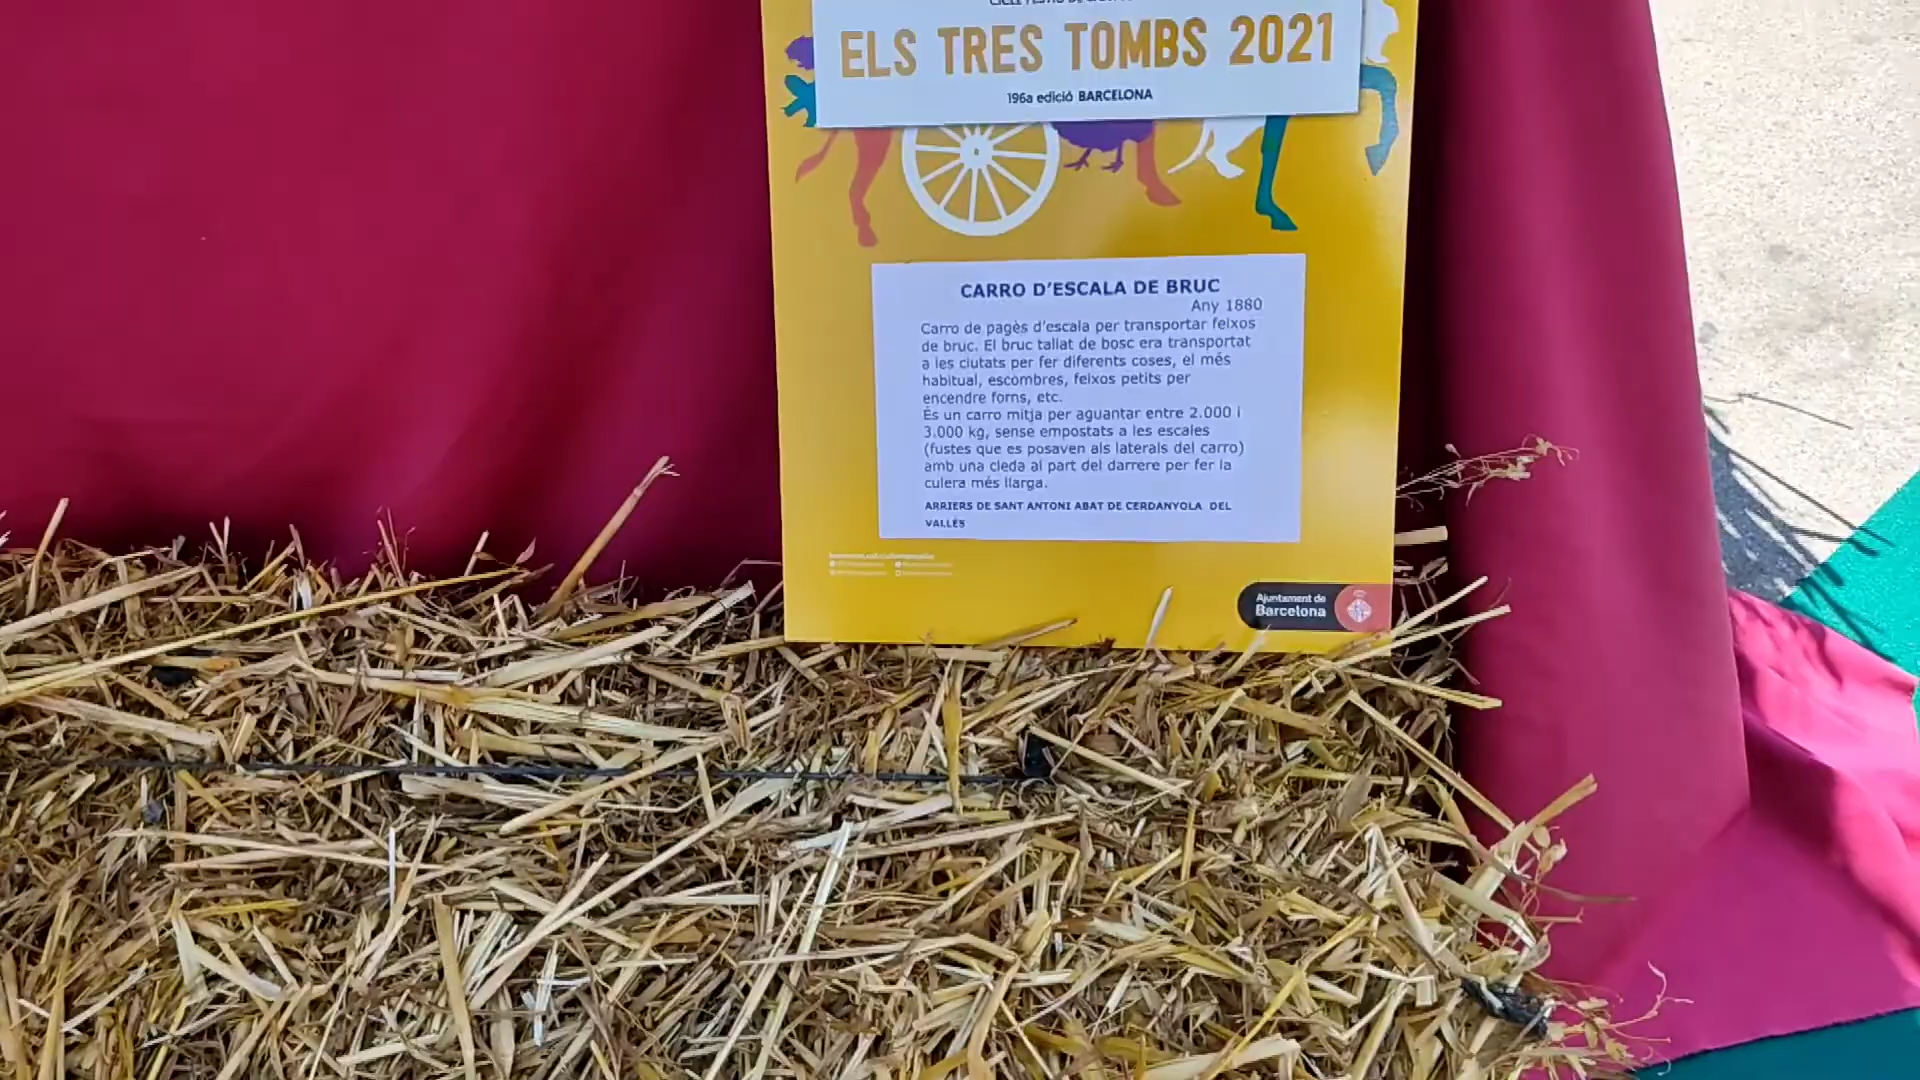 ELS TRES TOMBS 2021
196a edició BARCELONA
CARRO D'ESCALA DE BRUC
Any 1880
Carro de pagès d'escala per transportar feixos
de bruc. El bruc tallat de bosc era transportat
a les ciutats per fer diferents coses, el més
habitual, escombres, feixos petits per
encendre forns, etc.
És un carro mitja per aguantar entre 2.000 i
3.000 kg, sense empostats a les escales
(fustes que es posaven als laterals del carro)
amb una cleda al part del darrere per fer la
culera més llarga.
ARRIERS DE SANT ANTONI ABAT DE CERDANYOLA DEL
VALLÈS
Ajuntament de
Barcelona